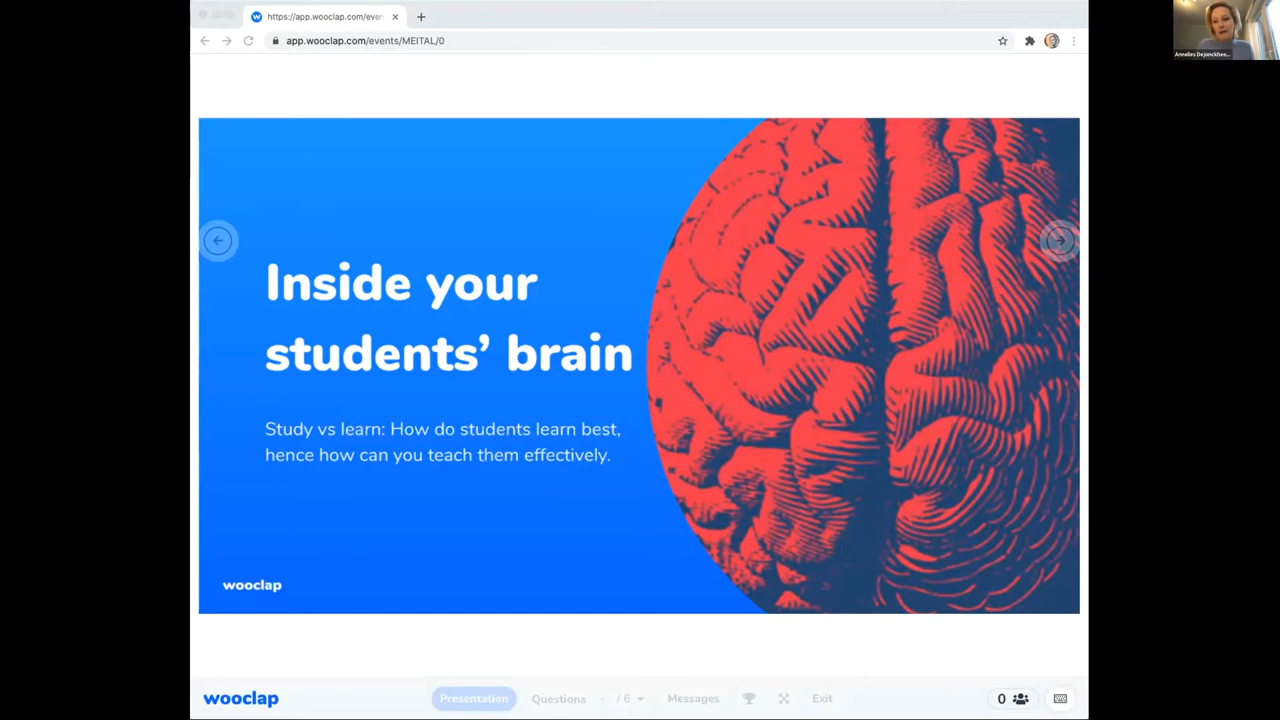 https://app.wooclap.com/even
app.wooclap.com/events/MEITAL/0
Annelies Dejonckhee...
Inside your
students’ brain
Study vs learn: How do students learn best,
hence how can you teach them effectively.
wooclap
wooclap
Presentation
Questions - / 6
Messages
Exit
0